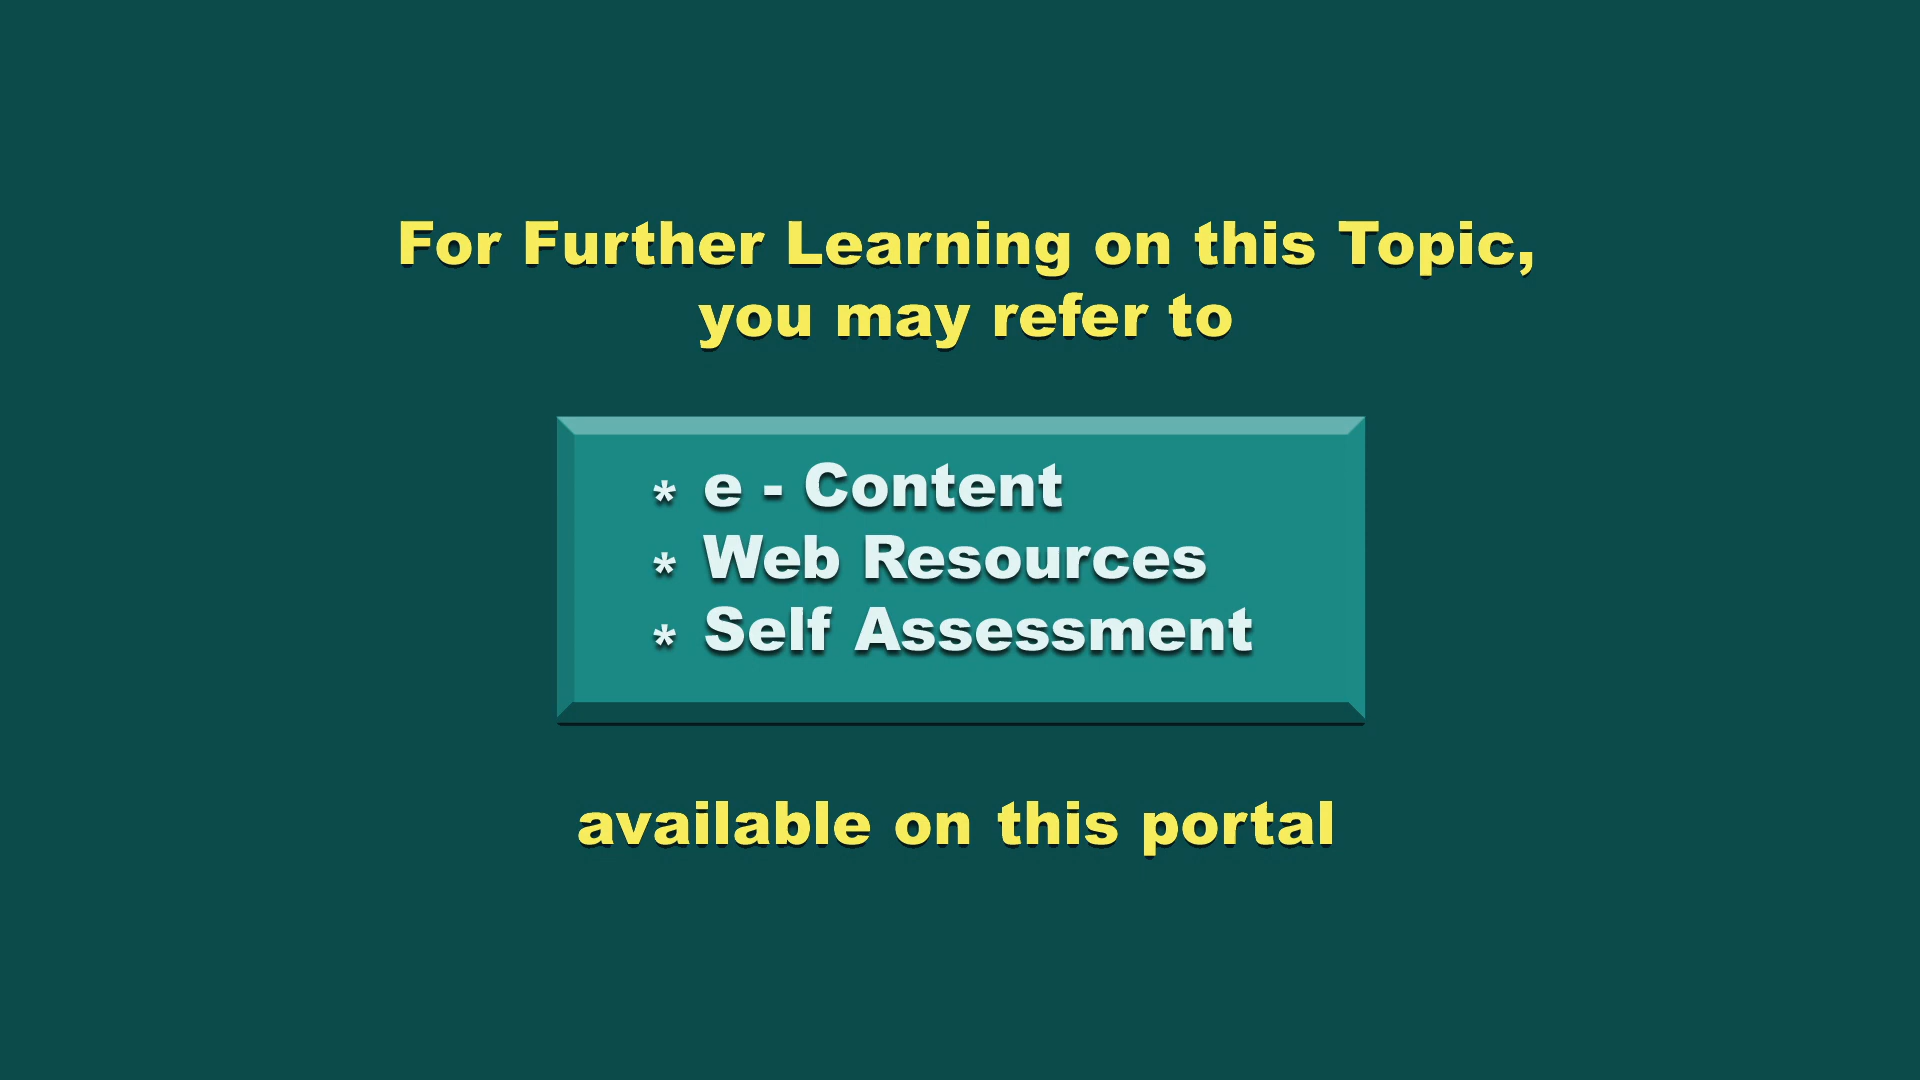 For Further Learning on this Topic,
you may refer to
* e - Content
* Web Resources
* Self Assessment
available on this portal